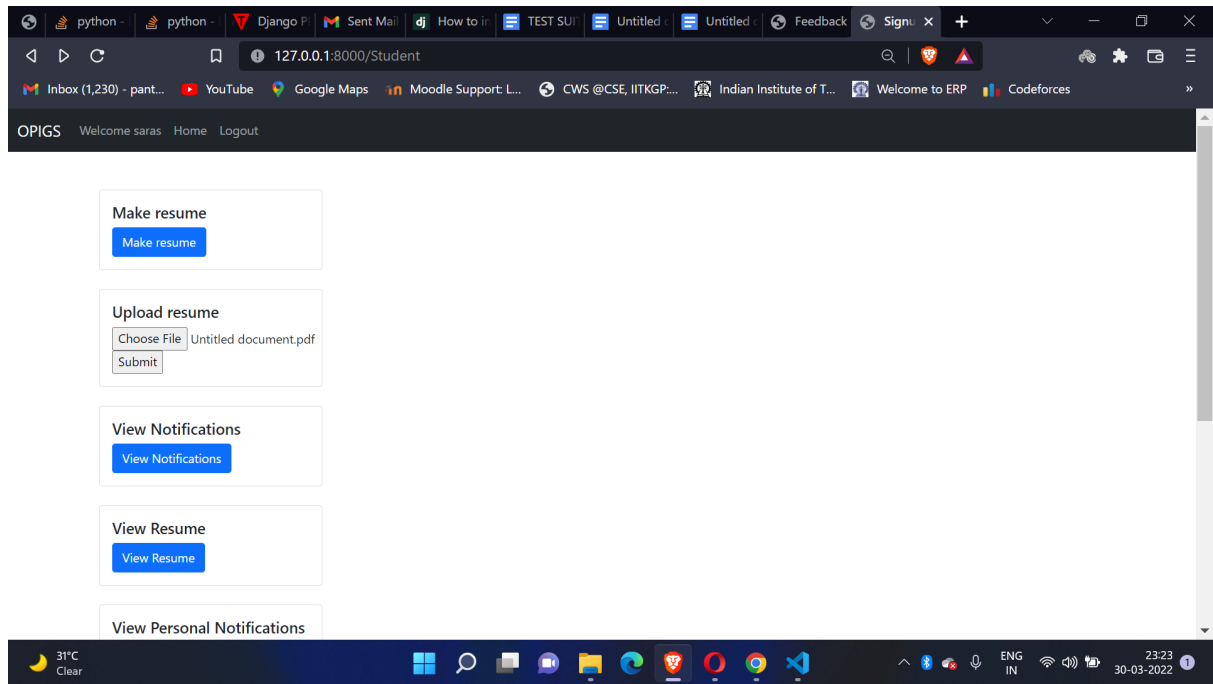 python -
python -
Django P
Sent Mail
dj How to in
TEST SUI
Untitled
Untitled
Feedback
Signu
127.0.0.1:8000/Student
Inbox (1,230) - pant...
YouTube
Google Maps
Moodle Support: L...
CWS @CSE, IITKGP:...
Indian Institute of T...
Welcome to ERP
Codeforces
»
OPIGS Welcome saras Home Logout
Make resume
Make resume
Upload resume
Choose File Untitled document.pdf
Submit
View Notifications
View Notifications
View Resume
View Resume
View Personal Notifications
31°C
Clear
ENG
IN
23:23
30-03-2022
1